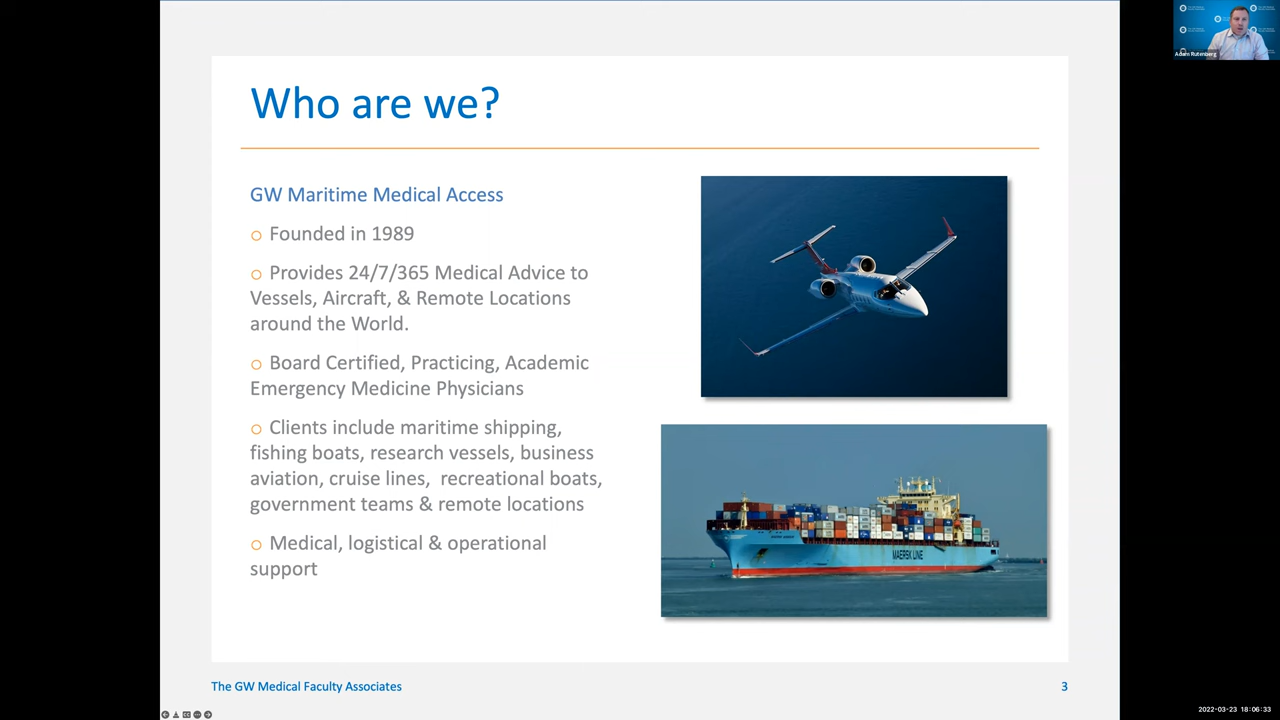 Who are we?
GW Maritime Medical Access
Founded in 1989
Provides 24/7/365 Medical Advice to
Vessels, Aircraft, & Remote Locations
around the World.
Board Certified, Practicing, Academic
Emergency Medicine Physicians
Clients include maritime shipping,
fishing boats, research vessels, business
aviation, cruise lines, recreational boats,
government teams & remote locations
Medical, logistical & operational
support
MAERSK LINE
The GW Medical Faculty Associates
3
Adam Rutenberg
2022-03-23 18:06:33